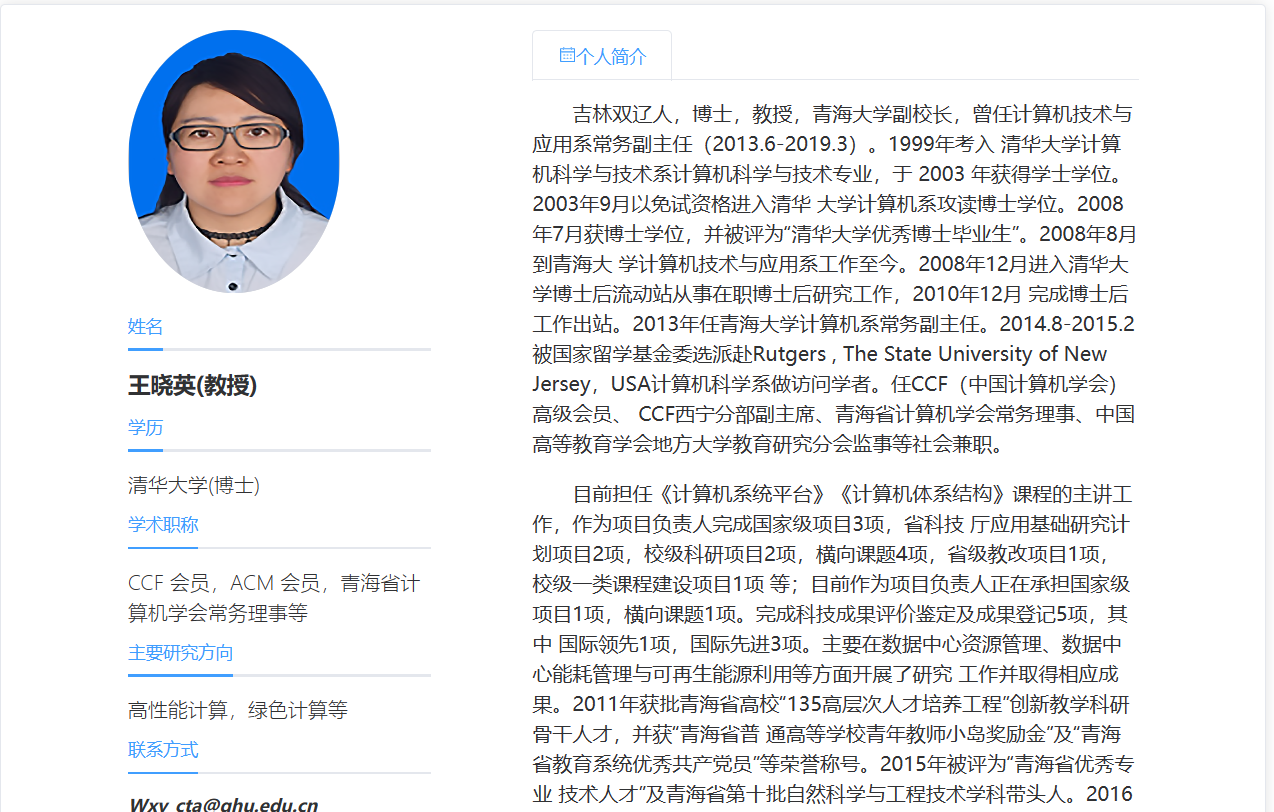 姓名
王晓英(教授)
学历
清华大学(博士)
学术职称
CCF 会员，ACM 会员，青海省计
算机学会常务理事等
主要研究方向
高性能计算，绿色计算等
联系方式
Wxy_cta@qhu.edu.cn
个人简介
吉林双辽人，博士，教授，青海大学副校长，曾任计算机技术与
应用系常务副主任（2013.6-2019.3）。1999年考入 清华大学计算
机科学与技术系计算机科学与技术专业，于 2003 年获得学士学位。
2003年9月以免试资格进入清华 大学计算机系攻读博士学位。2008
年7月获博士学位，并被评为“清华大学优秀博士毕业生”。2008年8月
到青海大 学计算机技术与应用系工作至今。2008年12月进入清华大
学博士后流动站从事在职博士后研究工作，2010年12月 完成博士后
工作出站。2013年任青海大学计算机系常务副主任。2014.8-2015.2
被国家留学基金委选派赴Rutgers , The State University of New
Jersey，USA计算机科学系做访问学者。任CCF（中国计算机学会）
高级会员、 CCF西宁分部副主席、青海省计算机学会常务理事、中国
高等教育学会地方大学教育研究分会监事等社会兼职。
目前担任《计算机系统平台》《计算机体系结构》课程的主讲工
作，作为项目负责人完成国家级项目3项，省科技 厅应用基础研究计
划项目2项，校级科研项目2项，横向课题4项，省级教改项目1项，
校级一类课程建设项目1项 等；目前作为项目负责人正在承担国家级
项目1项，横向课题1项。完成科技成果评价鉴定及成果登记5项，其
中 国际领先1项，国际先进3项。主要在数据中心资源管理、数据中
心能耗管理与可再生能源利用等方面开展了研究 工作并取得相应成
果。2011年获批青海省高校“135高层次人才培养工程”创新教学科研
骨干人才，并获“青海省普 通高等学校青年教师小岛奖励金”及“青海
省教育系统优秀共产党员”等荣誉称号。2015年被评为“青海省优秀专
业 技术人才”及青海省第十批自然科学与工程技术学科带头人。2016